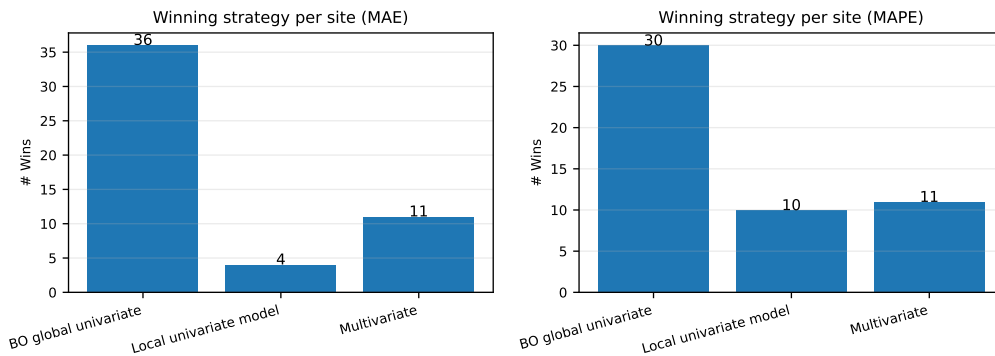 Winning strategy per site (MAE)
# Wins
35
30
25
20
15
10
5
0
36
4
11
BO global univariate
Local univariate model
Multivariate
Winning strategy per site (MAPE)
# Wins
30
25
20
15
10
5
0
30
10
11
BO global univariate
Local univariate model
Multivariate